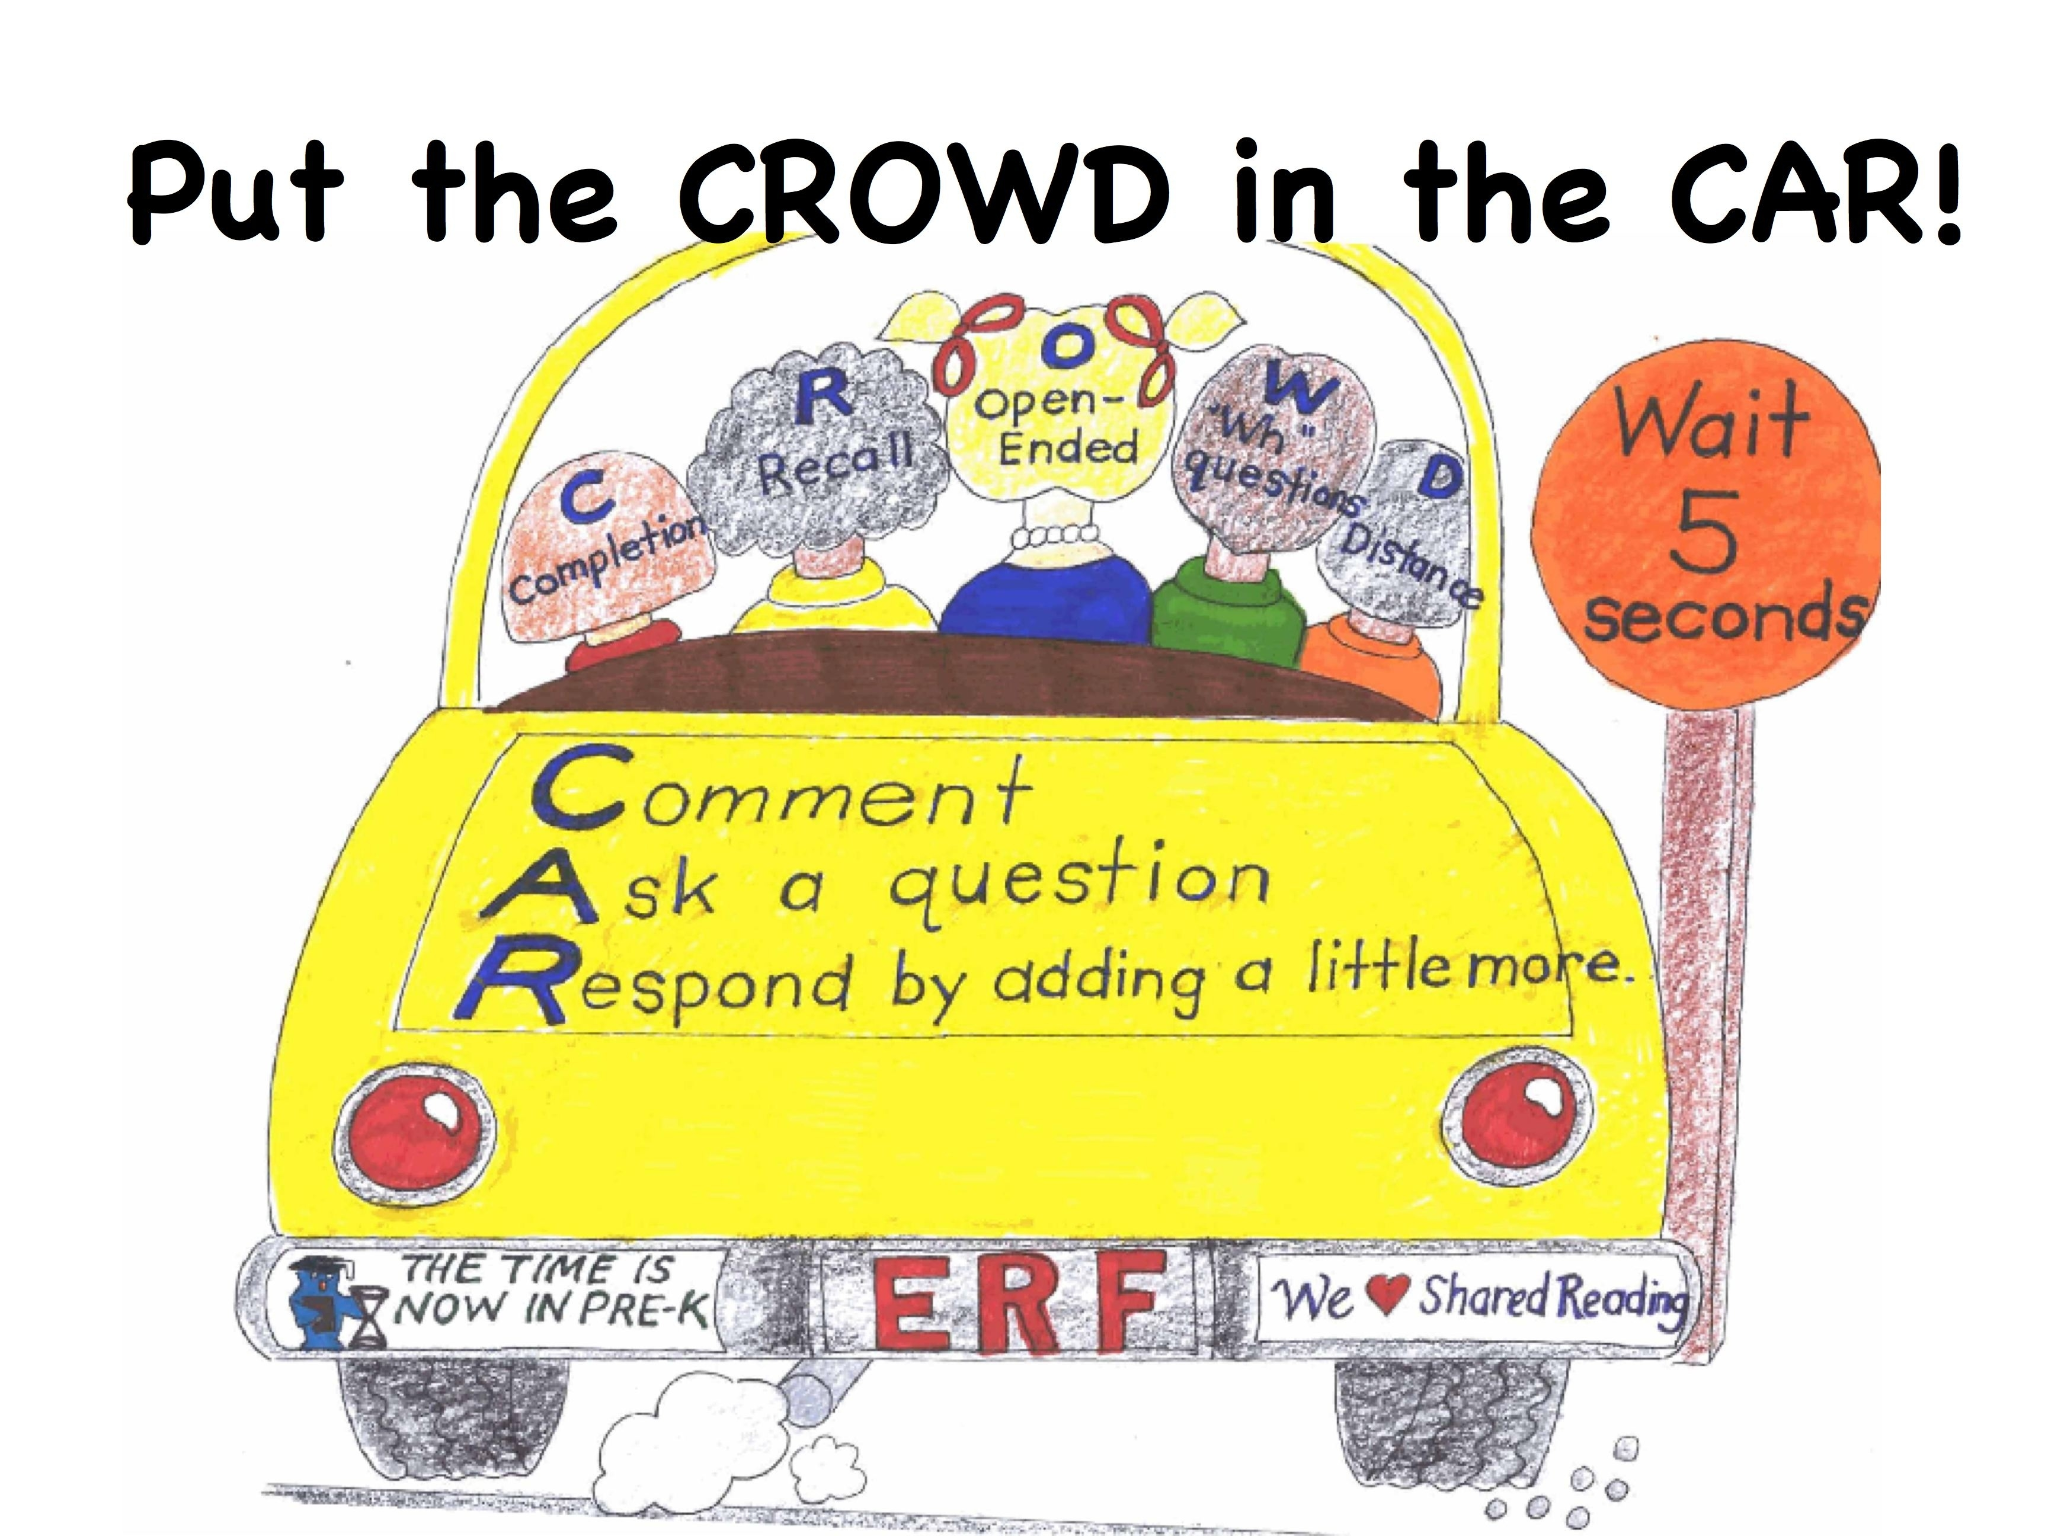 Put the CROWD in the CAR!
C
Completion
R
Recall
O
Open-
Ended
W
"Wh"
questions
D
Distance
Wait
5
seconds
Comment
Ask a question
Respond by adding a little more.
THE TIME IS
NOW IN PRE-K
ERF
We ♥ Shared Reading